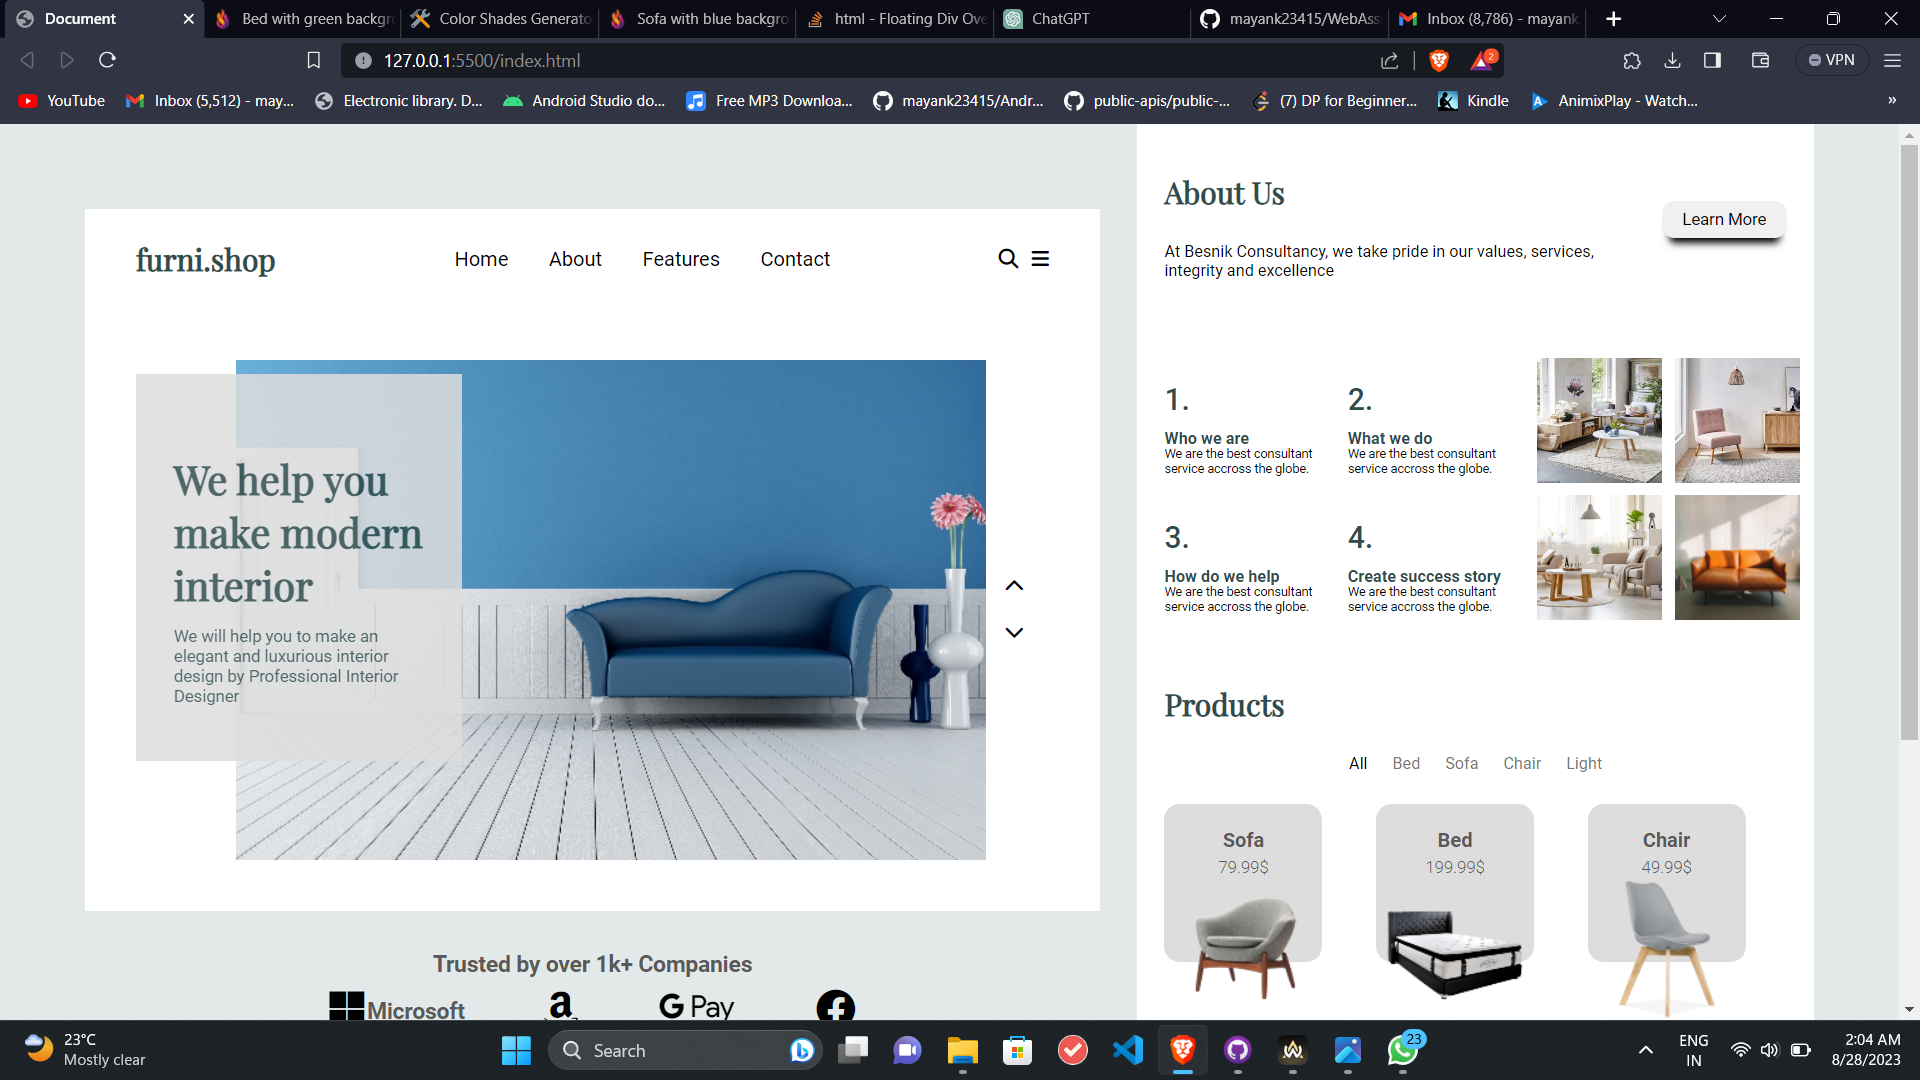 Document
Bed with green backgr
Color Shades Generato
Sofa with blue backgro
html - Floating Div Ove
ChatGPT
mayank23415/WebAss
Inbox (8,786) - mayank
127.0.0.1:5500/index.html
2
VPN
YouTube
Inbox (5,512) - may...
Electronic library. D...
Android Studio do...
Free MP3 Downloa...
mayank23415/Andr...
public-apis/public-...
(7) DP for Beginner...
Kindle
AnimixPlay - Watch...
»
furni.shop
Home
About
Features
Contact
We help you
make modern
interior
We will help you to make an
elegant and luxurious interior
design by Professional Interior
Designer
Trusted by over 1k+ Companies
Microsoft
a
G Pay
About Us
Learn More
At Besnik Consultancy, we take pride in our values, services,
integrity and excellence
1.
Who we are
We are the best consultant
service accross the globe.
2.
What we do
We are the best consultant
service accross the globe.
3.
How do we help
We are the best consultant
service accross the globe.
4.
Create success story
We are the best consultant
service accross the globe.
Products
All
Bed
Sofa
Chair
Light
Sofa
79.99$
Bed
199.99$
Chair
49.99$
23°C
Mostly clear
Search
23
ENG
IN
2:04 AM
8/28/2023